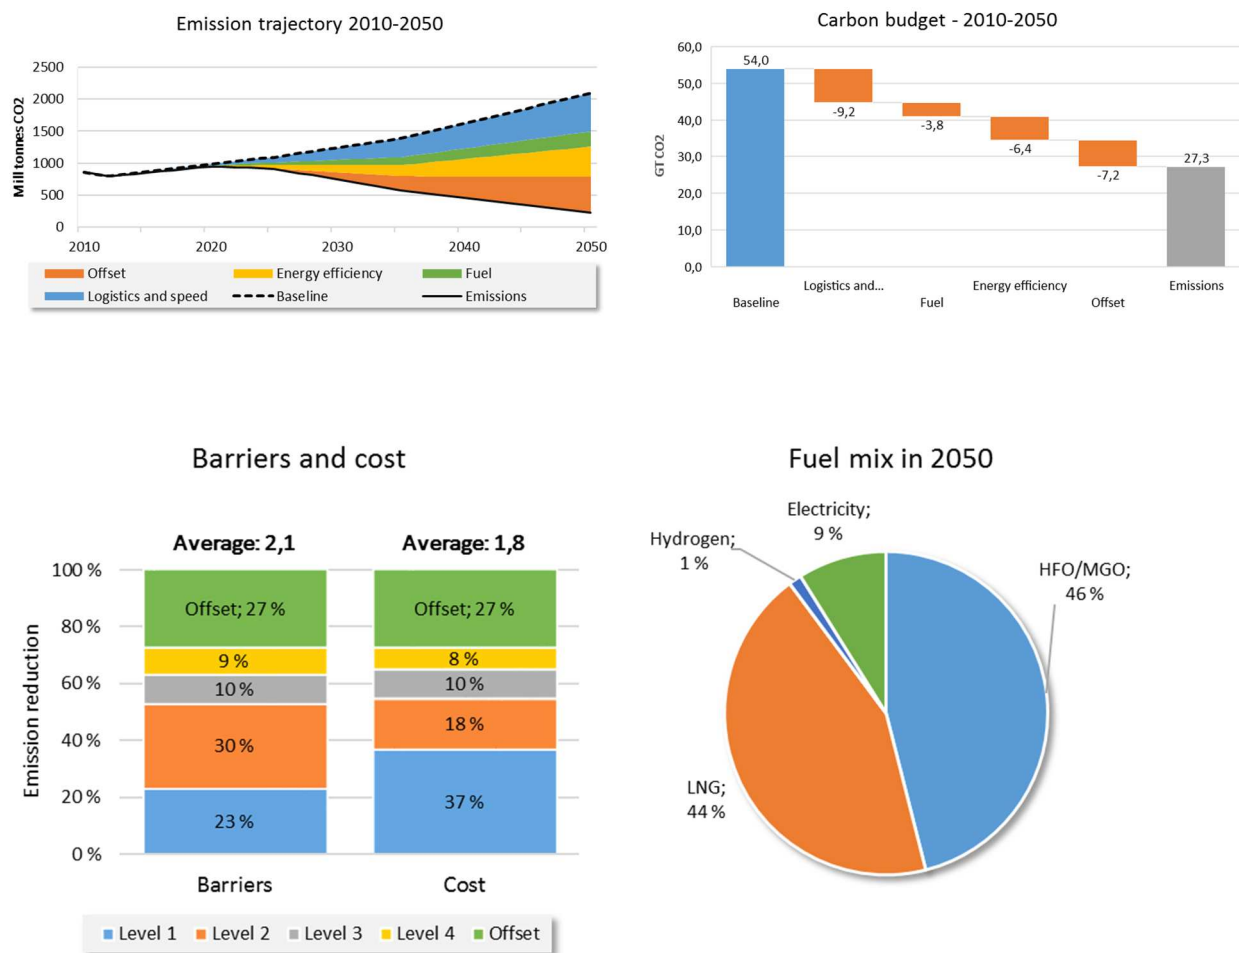 Emission trajectory 2010-2050
Mill tonnes CO2
2500
2000
1500
1000
500
0
2010
2020
2030
2040
2050
Offset
Energy efficiency
Fuel
Logistics and speed
Baseline
Emissions
Carbon budget - 2010-2050
GT CO2
60,0
50,0
40,0
30,0
20,0
10,0
0,0
54,0
-9,2
-3,8
-6,4
-7,2
27,3
Baseline
Logistics and...
Fuel
Energy efficiency
Offset
Emissions
Barriers and cost
Average: 2,1
Average: 1,8
Emission reduction
100 %
80 %
60 %
40 %
20 %
0 %
Offset; 27 %
9 %
10 %
30 %
23 %
Offset; 27 %
8 %
10 %
18 %
37 %
Barriers
Cost
Level 1
Level 2
Level 3
Level 4
Offset
Fuel mix in 2050
Electricity;
9 %
Hydrogen;
1 %
HFO/MGO;
46 %
LNG;
44 %